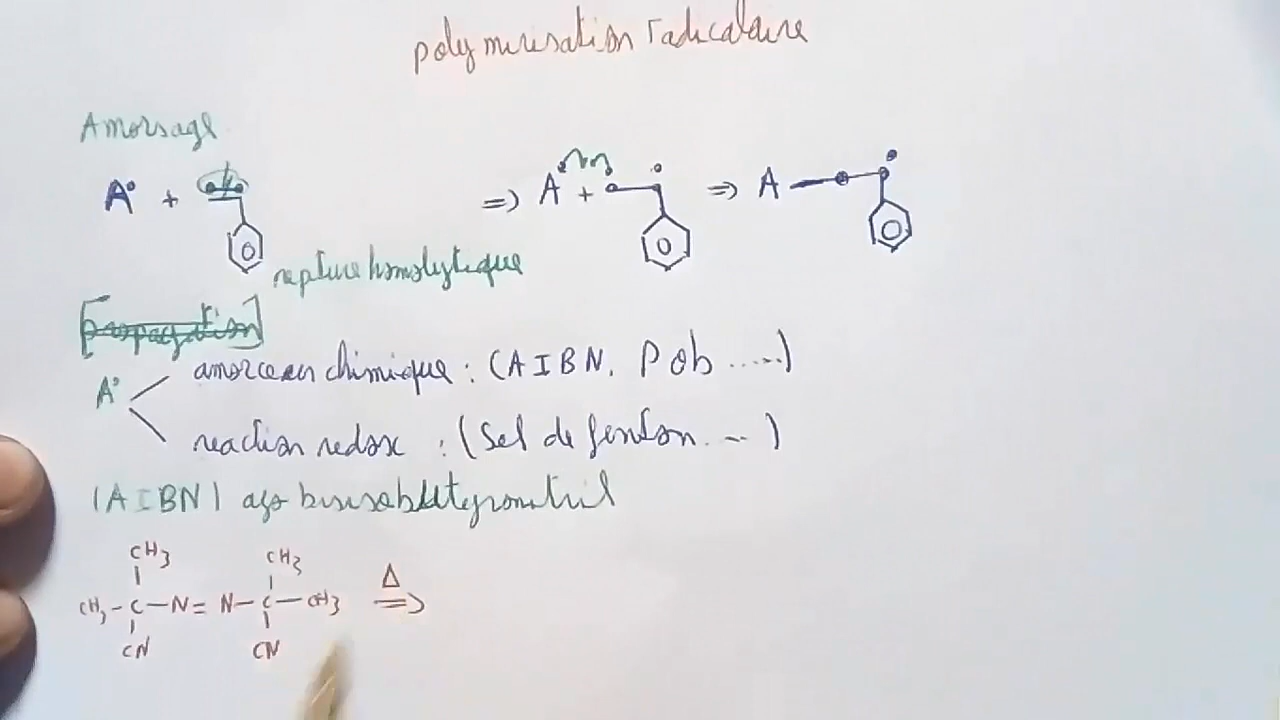 polymerisation radicalaire
Amorsage
A° + => A + => A
rupture homolytique
propagation
A° amorceur chimique : (AIBN, Pob .....)
reaction redox : (Sel de fenton ... )
(AIBN) azo
CH3 CH3 Δ
CH3-C-N=N-C-CH3 =>
CN CN